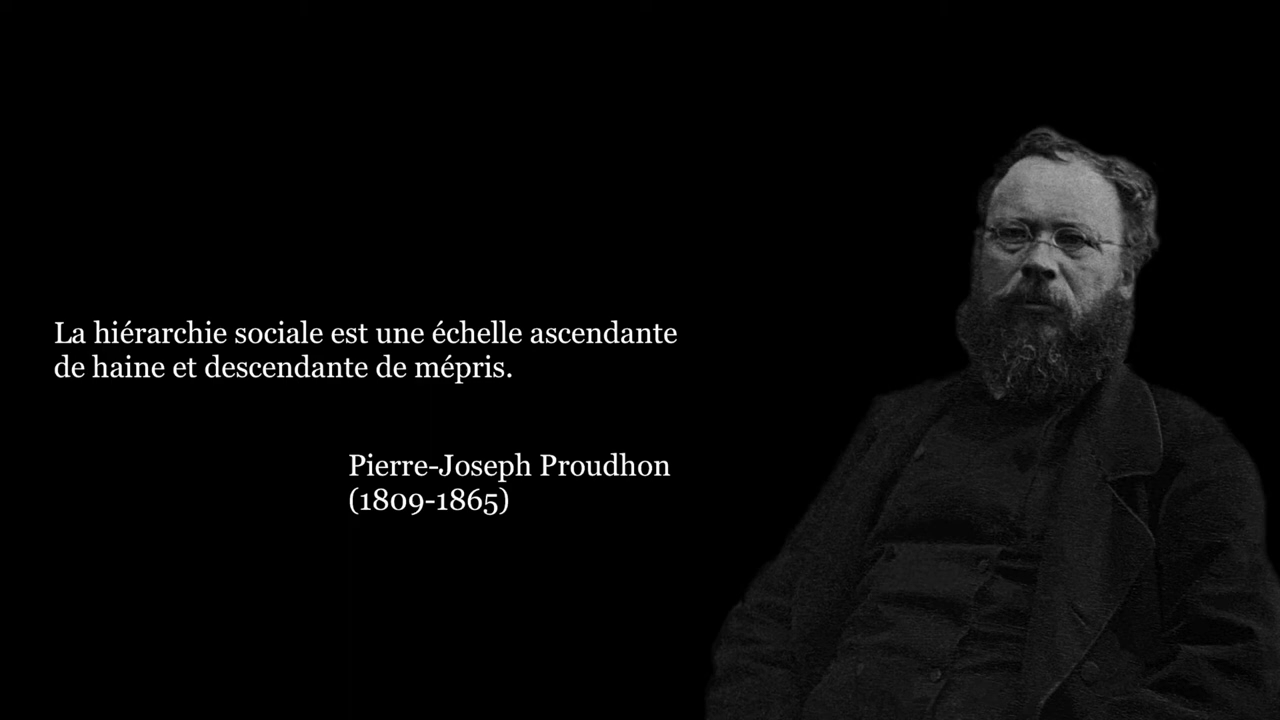 La hiérarchie sociale est une échelle ascendante
de haine et descendante de mépris.
Pierre-Joseph Proudhon
(1809-1865)